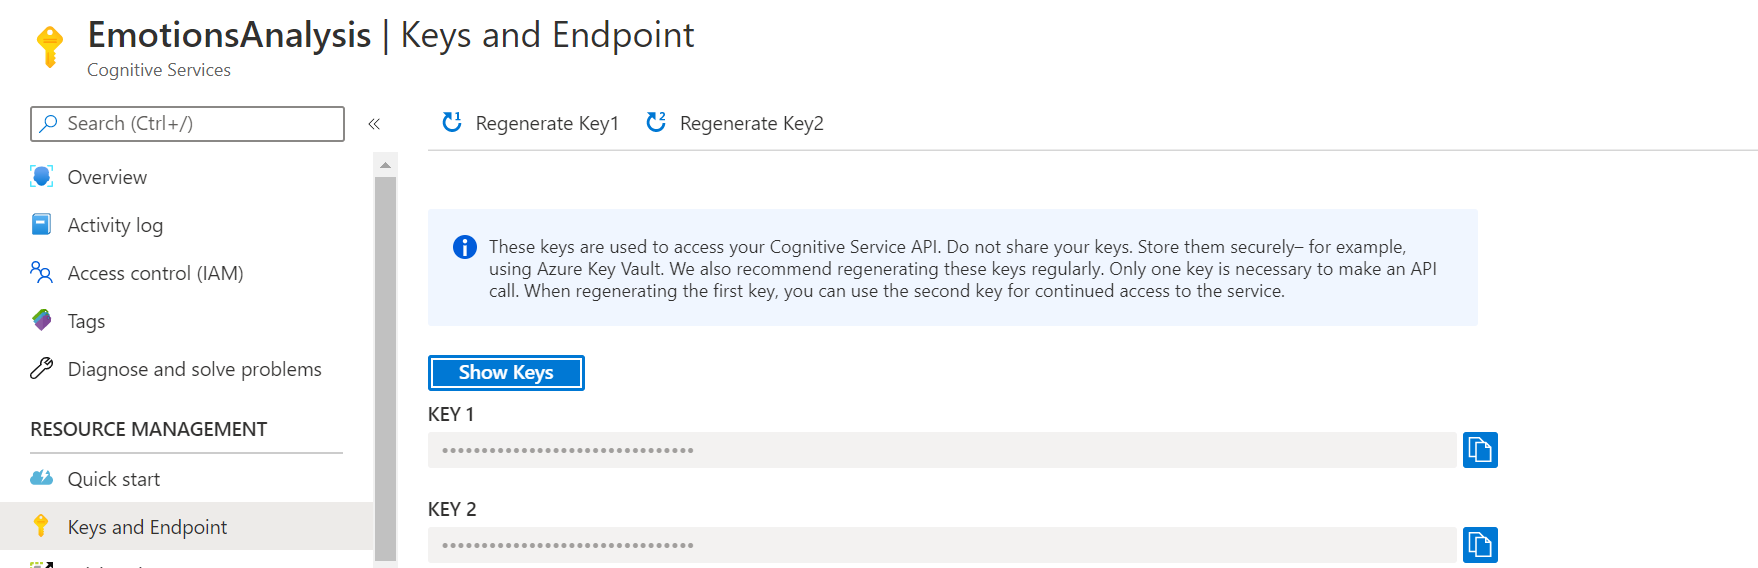 EmotionsAnalysis | Keys and Endpoint
Cognitive Services
Search (Ctrl+/)
«
Overview
Activity log
Access control (IAM)
Tags
Diagnose and solve problems
RESOURCE MANAGEMENT
Quick start
Keys and Endpoint
1 Regenerate Key1
2 Regenerate Key2
These keys are used to access your Cognitive Service API. Do not share your keys. Store them securely– for example,
using Azure Key Vault. We also recommend regenerating these keys regularly. Only one key is necessary to make an API
call. When regenerating the first key, you can use the second key for continued access to the service.
Show Keys
KEY 1
•••••••••••••••••••••••••••••••••
KEY 2
•••••••••••••••••••••••••••••••••